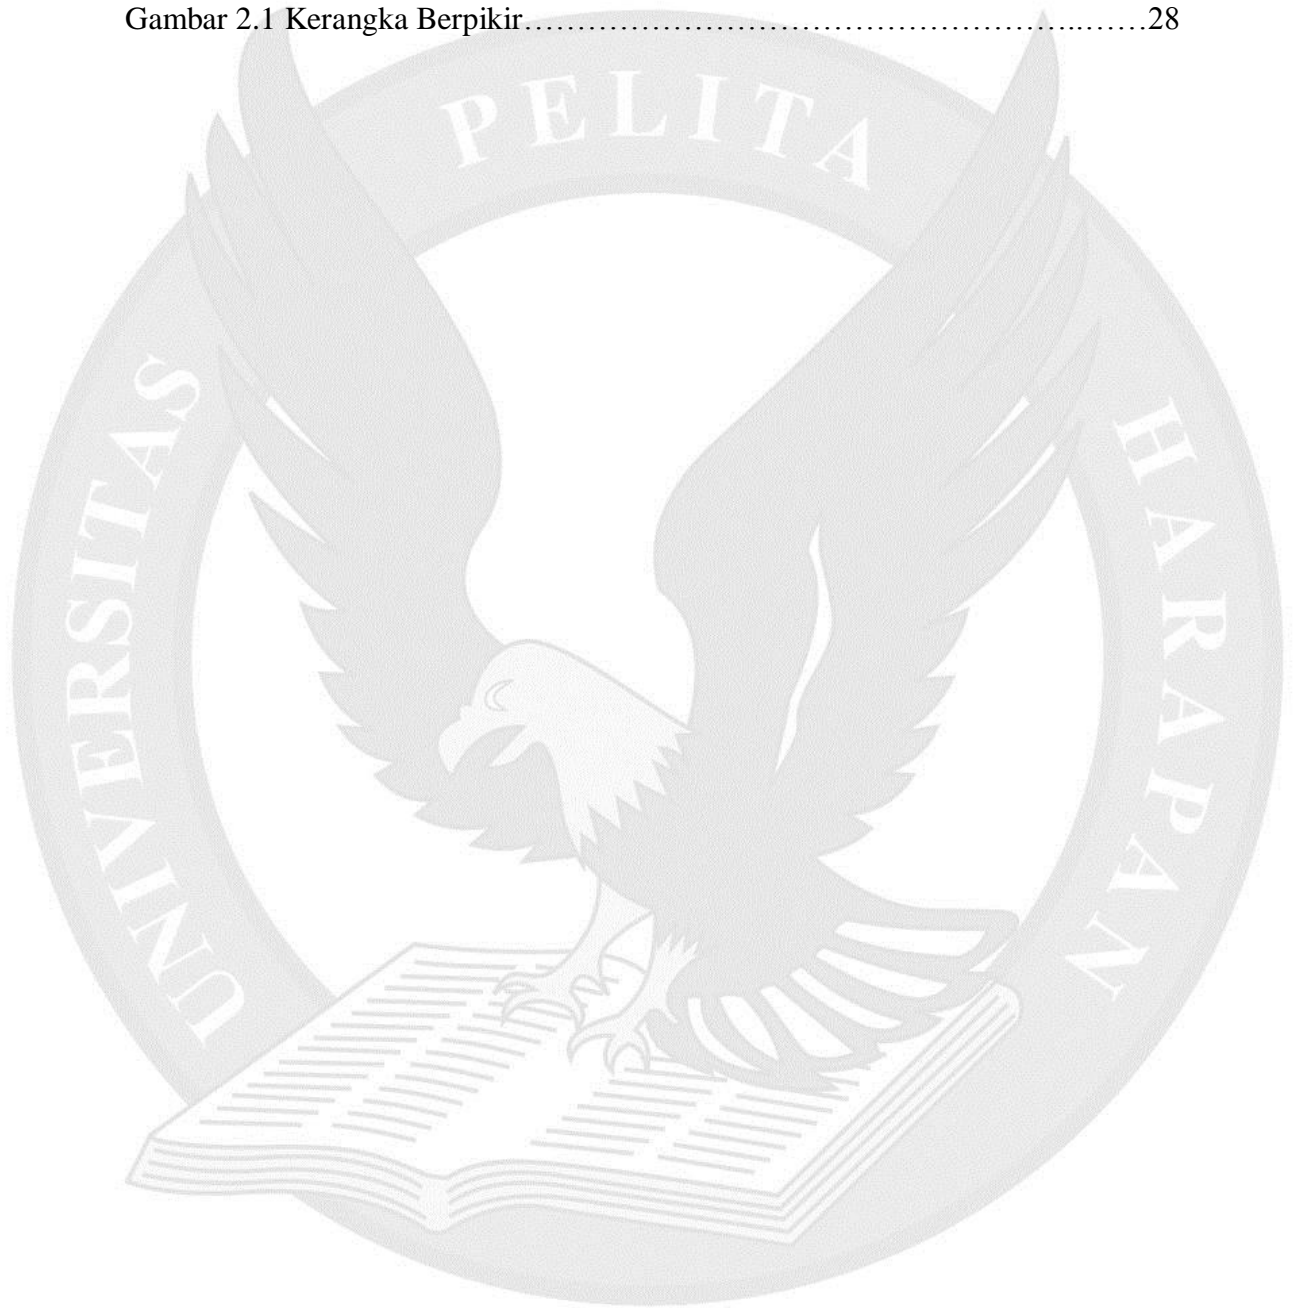 Gambar 2.1 Kerangka Berpikir……………………………………………………….……28
UNIVERSITAS PELITA HARAPAN